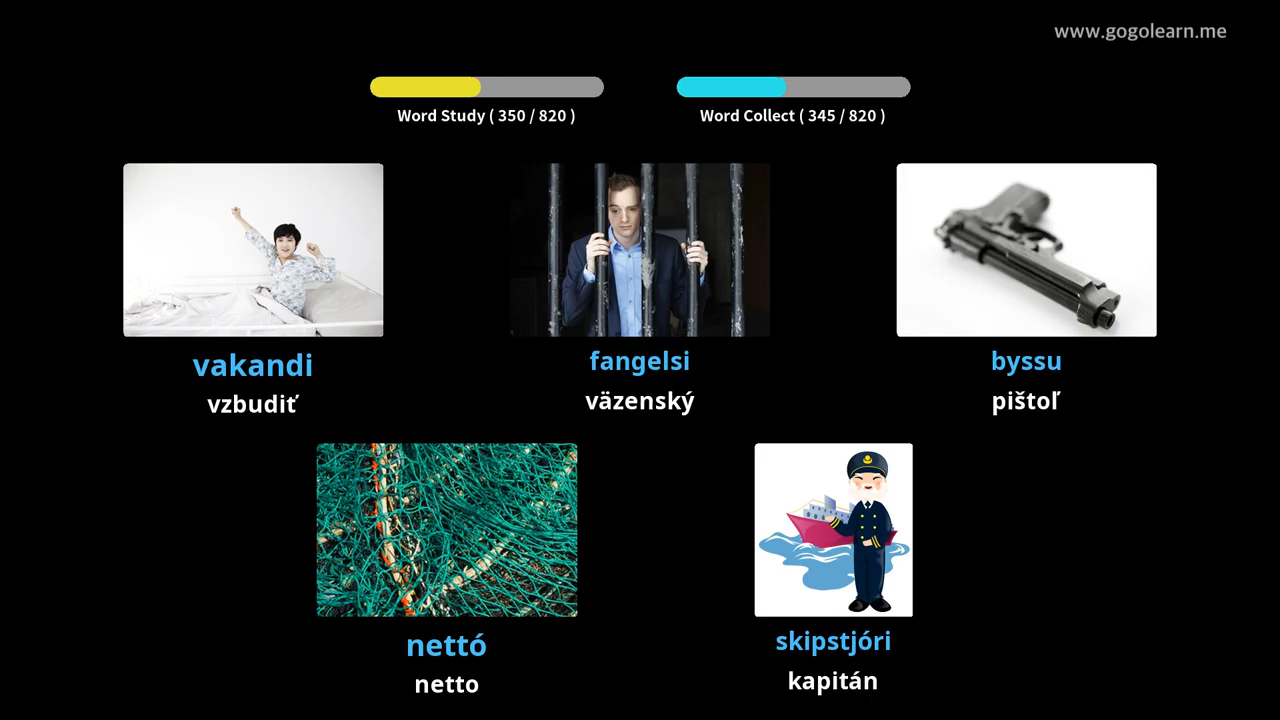 www.gogolearn.me
Word Study ( 350 / 820 )
Word Collect ( 345 / 820 )
vakandi
vzbudiť
fangelsi
väzenský
byssu
pištoľ
nettó
netto
skipstjóri
kapitán